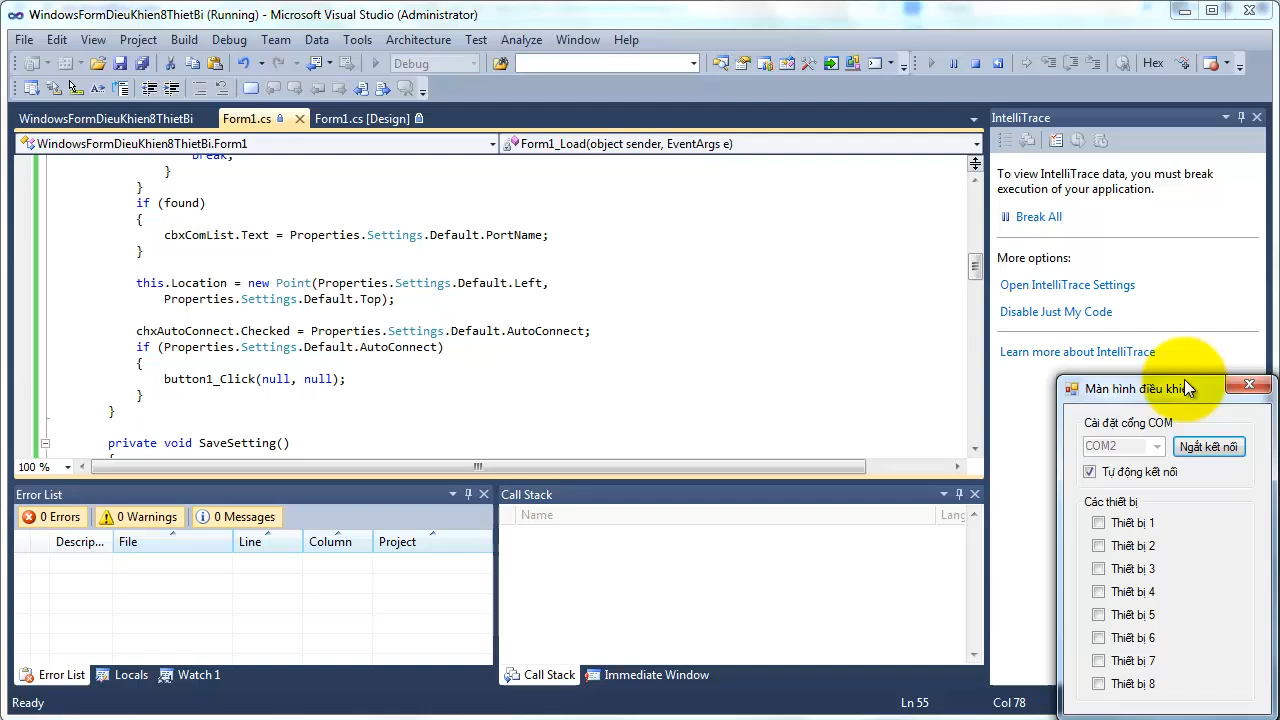 WindowsFormDieuKhien8ThietBi (Running) - Microsoft Visual Studio (Administrator)
File Edit View Project Build Debug Team Data Tools Architecture Test Analyze Window Help
Debug
Hex
WindowsFormDieuKhien8ThietBi Form1.cs Form1.cs [Design]
WindowsFormDieuKhien8ThietBi.Form1 Form1_Load(object sender, EventArgs e)
break;
}
}
if (found)
{
cbxComList.Text = Properties.Settings.Default.PortName;
}
this.Location = new Point(Properties.Settings.Default.Left,
Properties.Settings.Default.Top);
chxAutoConnect.Checked = Properties.Settings.Default.AutoConnect;
if (Properties.Settings.Default.AutoConnect)
{
button1_Click(null, null);
}
}
private void SaveSetting()
{
100 %
IntelliTrace
To view IntelliTrace data, you must break
execution of your application.
Break All
More options:
Open IntelliTrace Settings
Disable Just My Code
Learn more about IntelliTrace
Màn hình điều khiể
Cài đặt cổng COM
COM2 Ngắt kết nối
Tự động kết nối
Các thiết bị
Thiết bị 1
Thiết bị 2
Thiết bị 3
Thiết bị 4
Thiết bị 5
Thiết bị 6
Thiết bị 7
Thiết bị 8
Error List
0 Errors 0 Warnings 0 Messages
Descrip... File Line Column Project
Error List Locals Watch 1
Call Stack
Name Lang
Call Stack Immediate Window
Ready Ln 55 Col 78